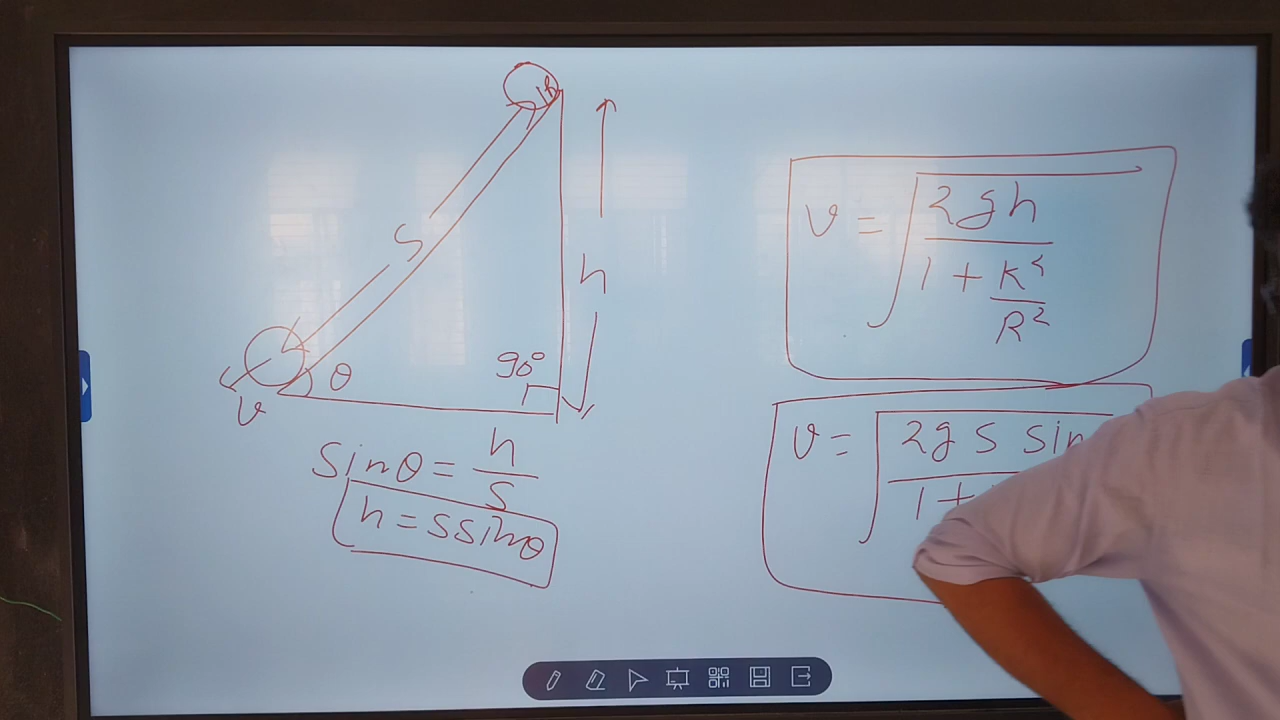 R
S
h
θ
90°
v
sinθ = h/s
h = s sinθ
v = √(2gh / (1 + K²/R²))
v = √(2g s sin
1 +